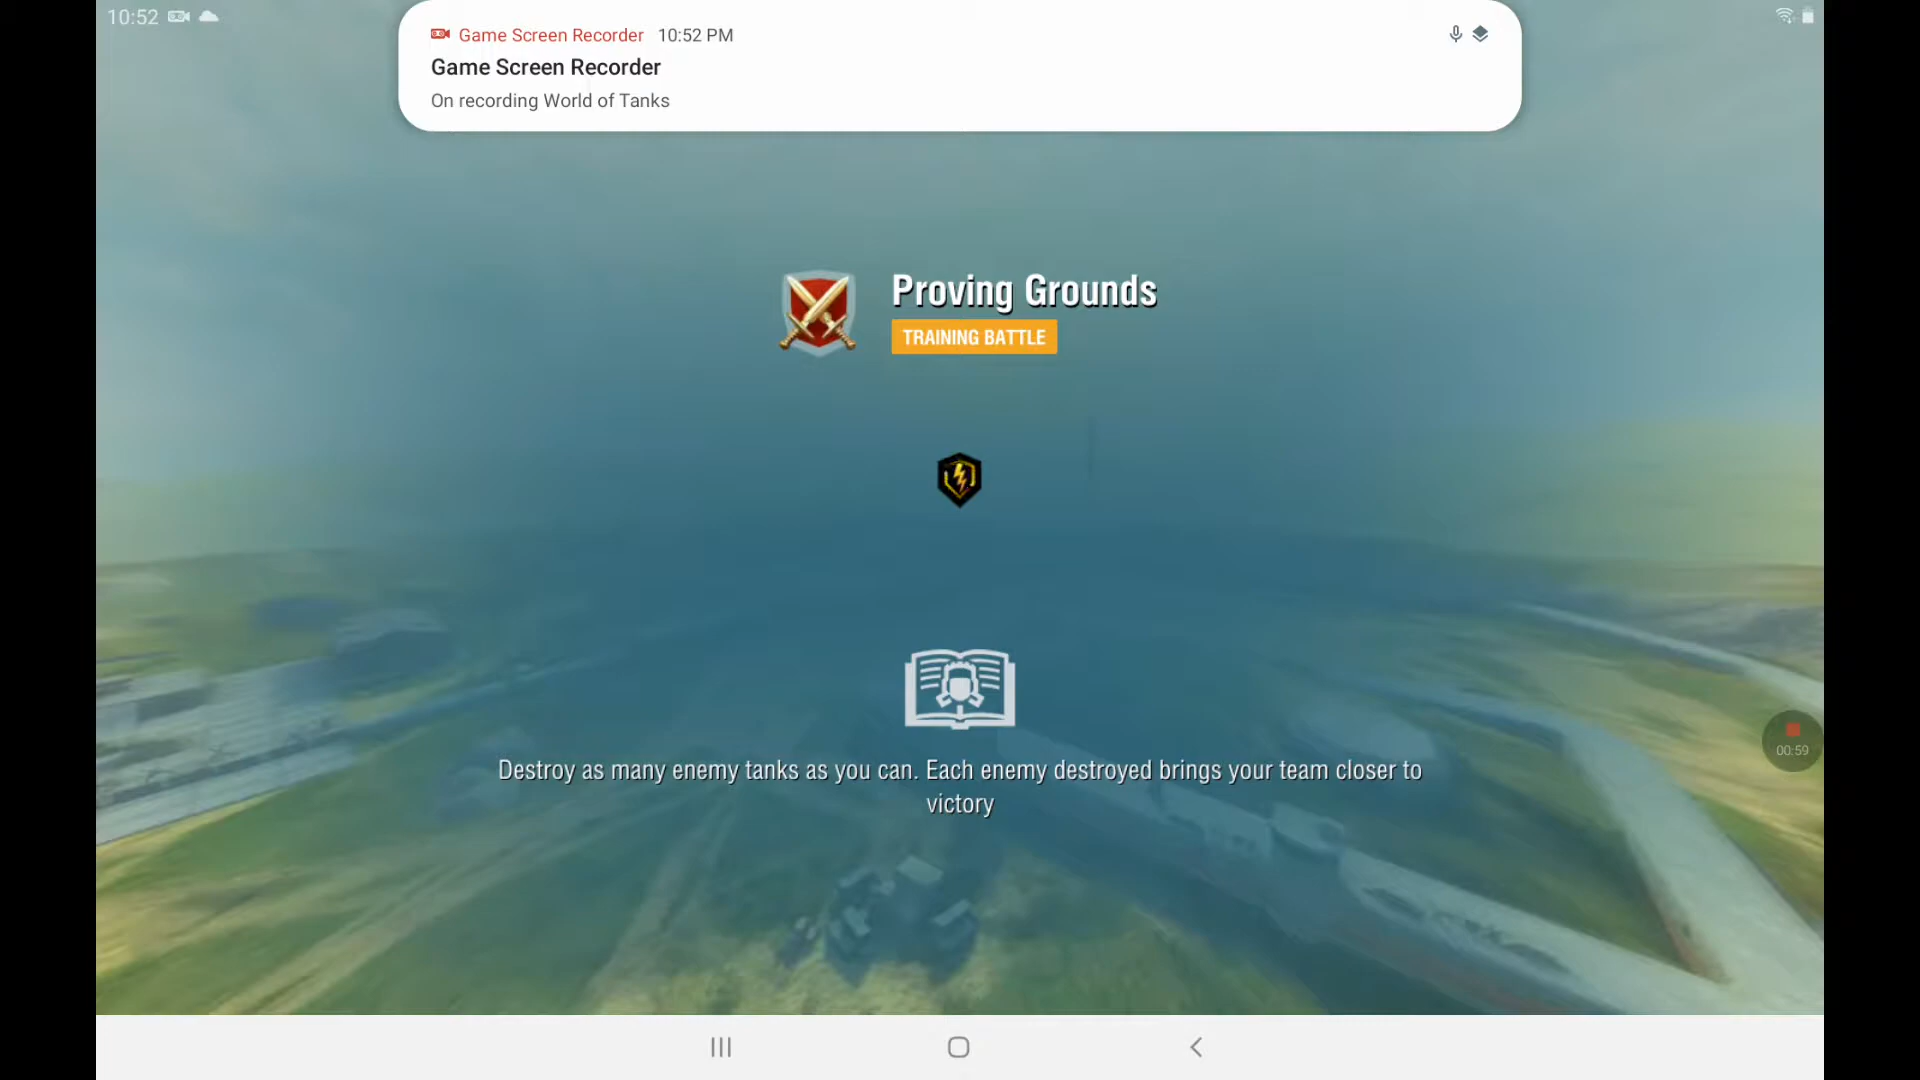 10:52
Game Screen Recorder 10:52 PM
Game Screen Recorder
On recording World of Tanks
Proving Grounds
TRAINING BATTLE
Destroy as many enemy tanks as you can. Each enemy destroyed brings your team closer to
victory
00:59